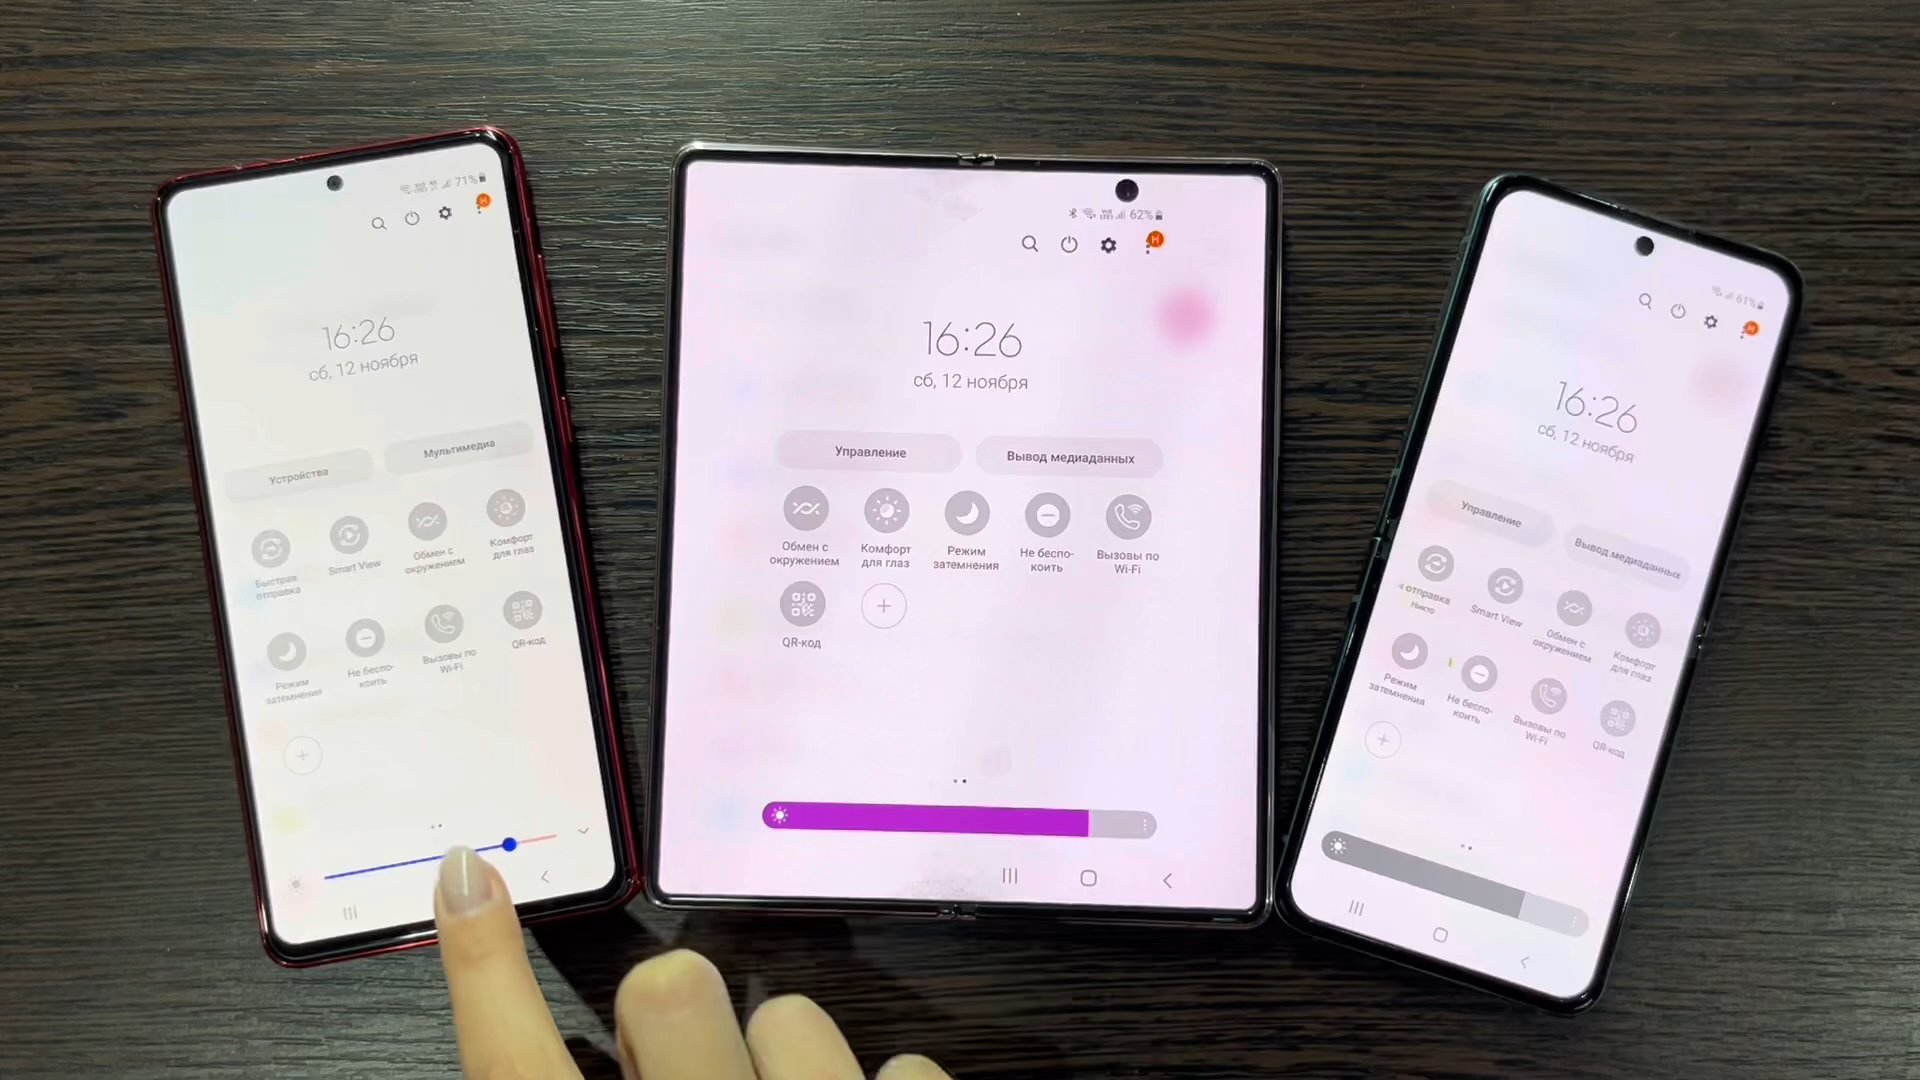 71%
H
16:26
сб, 12 ноября
Устройства
Мультимедиа
Быстрая
отправка
Smart View
Обмен с
окружением
Комфорт
для глаз
Режим
затемнения
Не беспо-
коить
Вызовы по
Wi-Fi
QR-код
62%
H
16:26
сб, 12 ноября
Управление
Вывод медиаданных
Обмен с
окружением
Комфорт
для глаз
Режим
затемнения
Не беспо-
коить
Вызовы по
Wi-Fi
QR-код
61%
H
16:26
сб, 12 ноября
Управление
Вывод медиаданных
отправка
Никто
Smart View
Обмен с
окружением
Комфорт
для глаз
Режим
затемнения
Не беспо-
коить
Вызовы по
Wi-Fi
QR-код